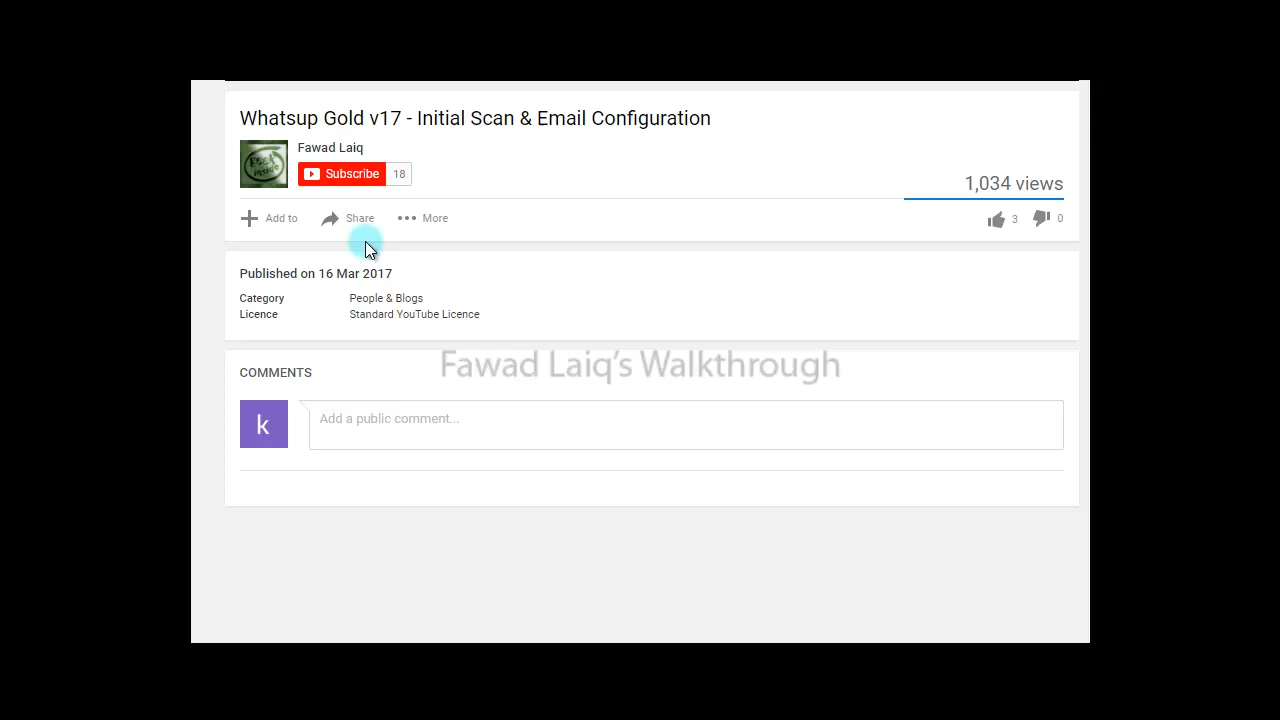 Whatsup Gold v17 - Initial Scan & Email Configuration
Fawad Laiq
Subscribe 18
1,034 views
Add to Share More 3 0
Published on 16 Mar 2017
Category People & Blogs
Licence Standard YouTube Licence
Fawad Laiq's Walkthrough
COMMENTS
k Add a public comment...